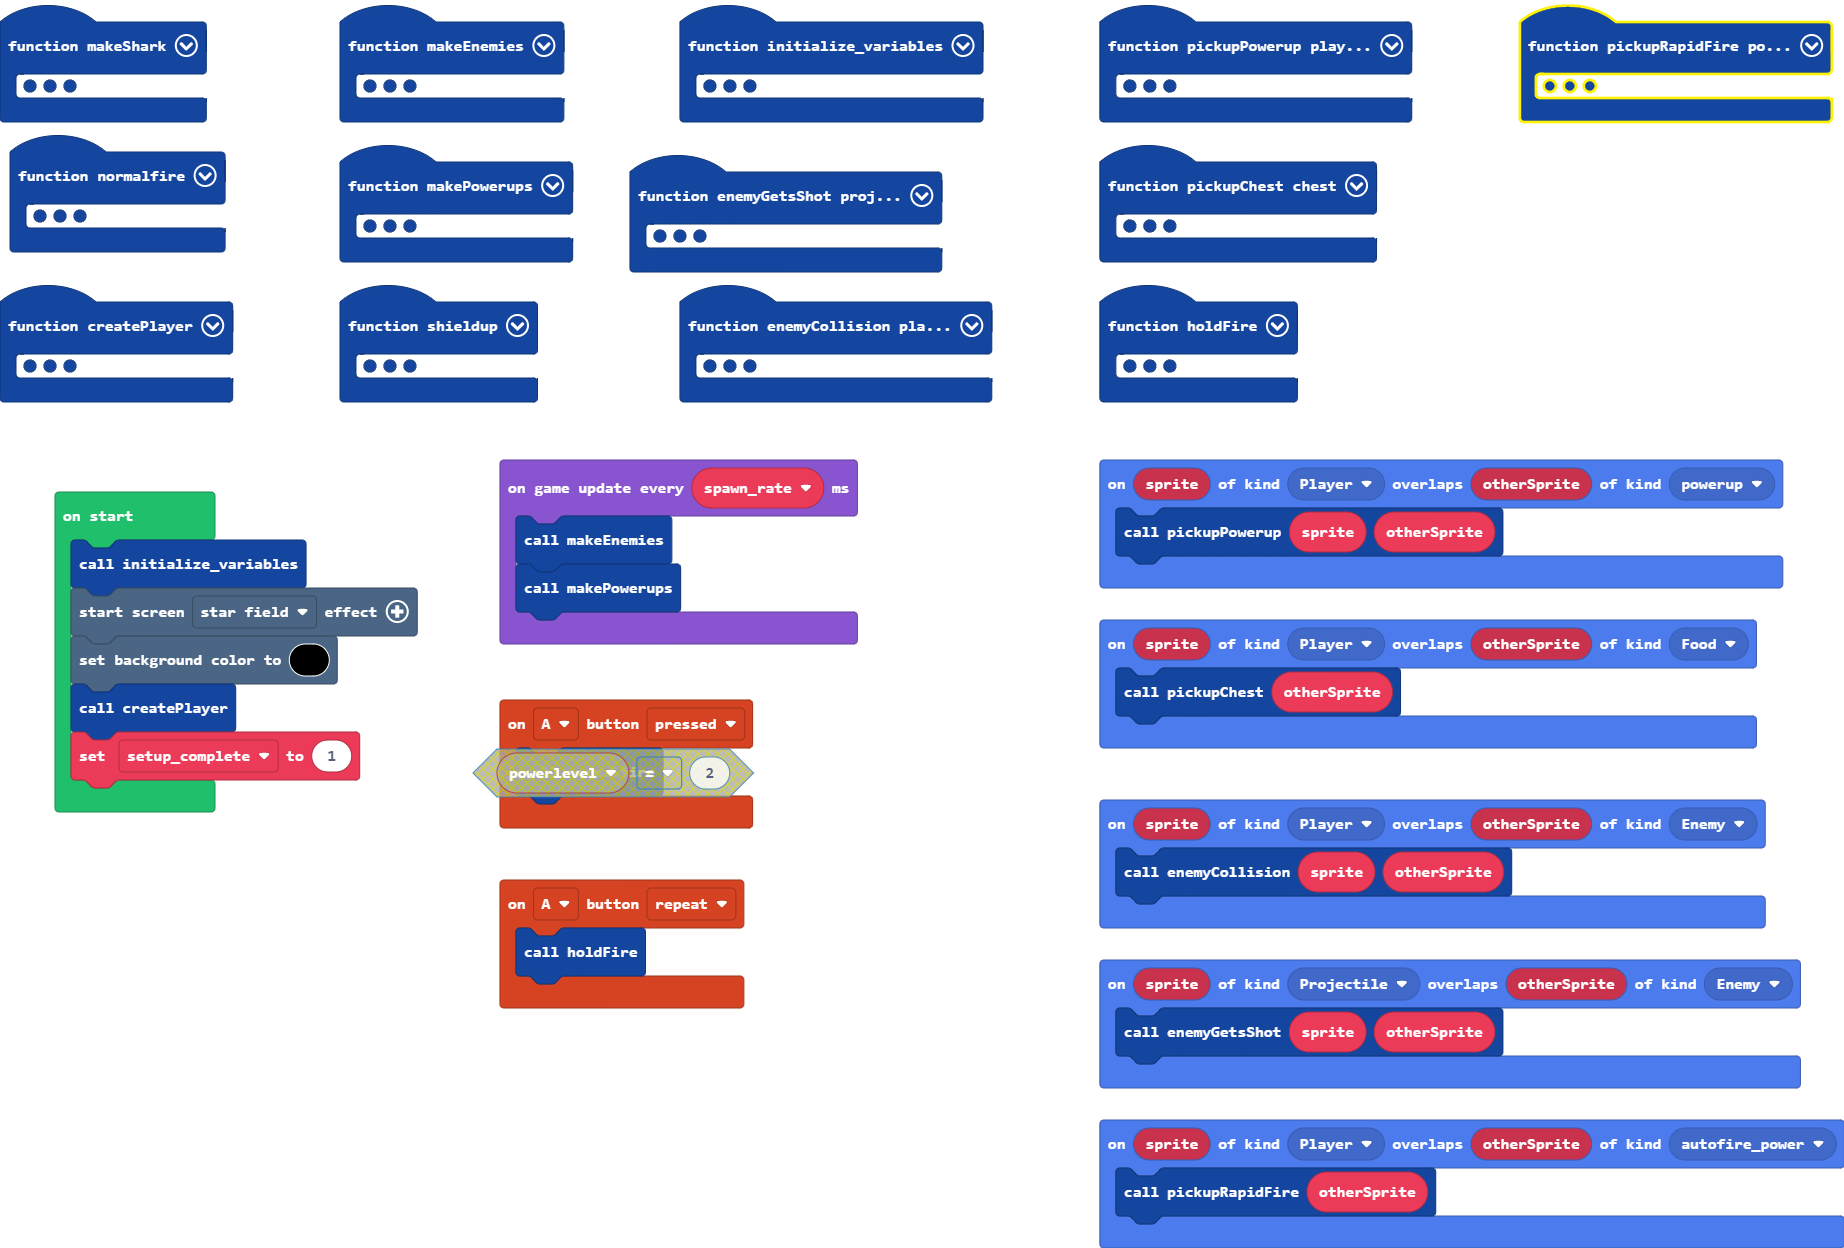 function makeShark
function makeEnemies
function initialize_variables
function pickupPowerup play...
function pickupRapidFire po...
function normalfire
function makePowerups
function enemyGetsShot proj...
function pickupChest chest
function createPlayer
function shieldup
function enemyCollision pla...
function holdFire
on start
call initialize_variables
start screen star field effect
set background color to
call createPlayer
set setup_complete to 1
on game update every spawn_rate ms
call makeEnemies
call makePowerups
on A button pressed
powerlevel = 2
on A button repeat
call holdFire
on sprite of kind Player overlaps otherSprite of kind powerup
call pickupPowerup sprite otherSprite
on sprite of kind Player overlaps otherSprite of kind Food
call pickupChest otherSprite
on sprite of kind Player overlaps otherSprite of kind Enemy
call enemyCollision sprite otherSprite
on sprite of kind Projectile overlaps otherSprite of kind Enemy
call enemyGetsShot sprite otherSprite
on sprite of kind Player overlaps otherSprite of kind autofire_power
call pickupRapidFire otherSprite